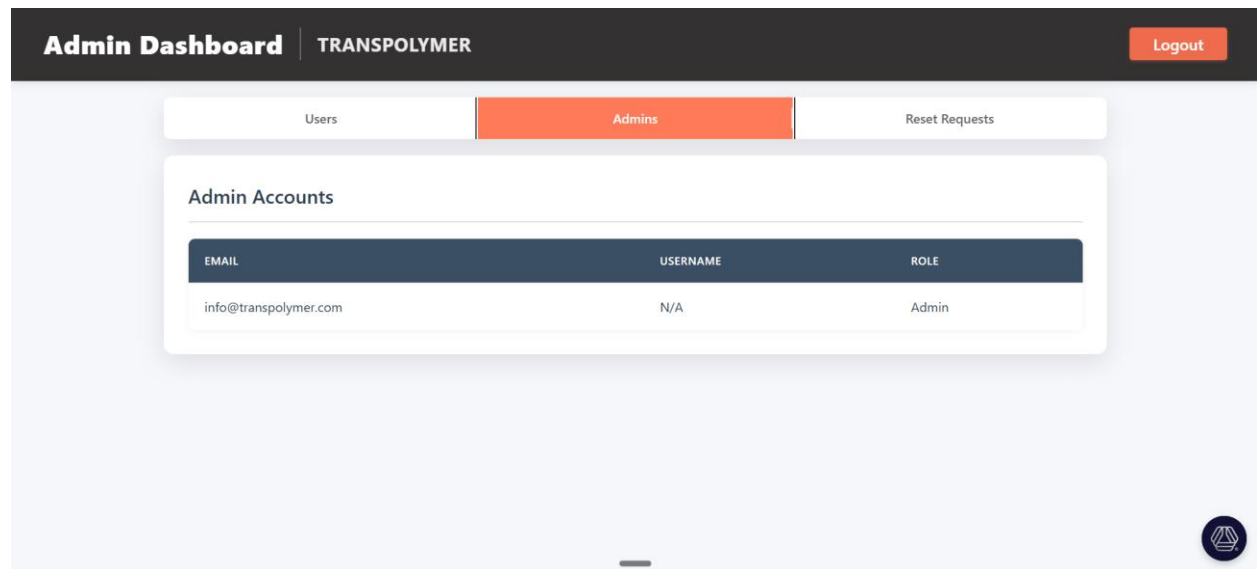 Admin Dashboard TRANSPOLYMER Logout
Users Admins Reset Requests
Admin Accounts
EMAIL USERNAME ROLE
info@transpolymer.com N/A Admin